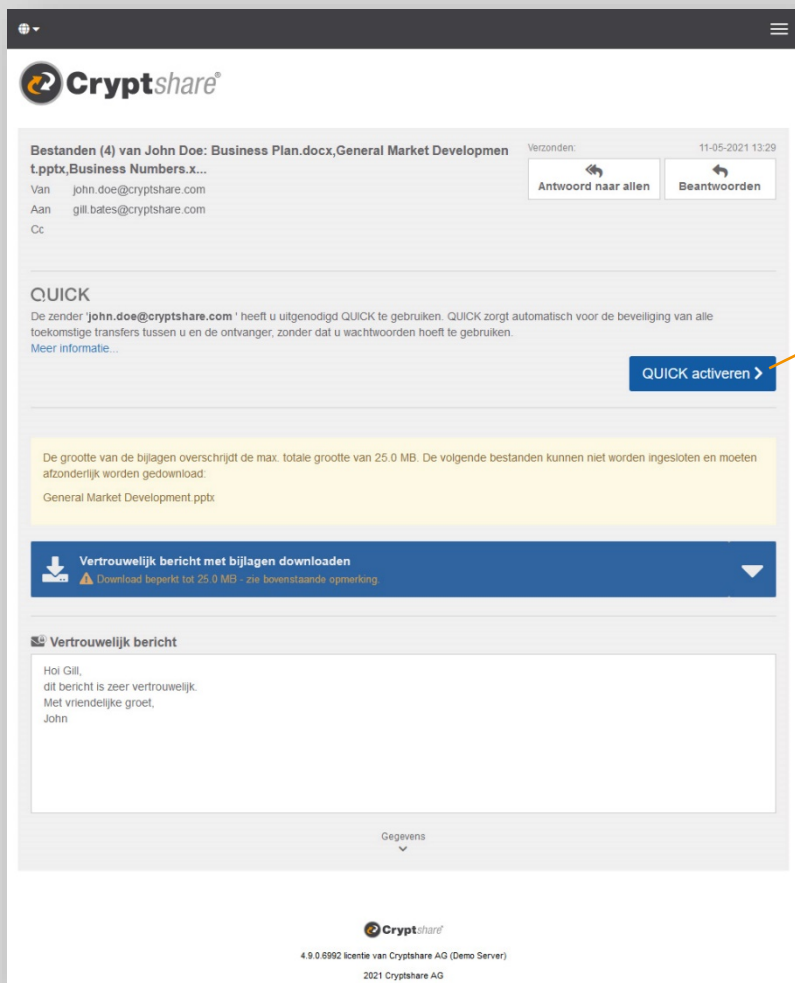 Cryptshare®
Bestanden (4) van John Doe: Business Plan.docx,General Market Developmen
t.pptx,Business Numbers.x...
Verzonden: 11-05-2021 13:29
Antwoord naar allen
Beantwoorden
Van john.doe@cryptshare.com
Aan gill.bates@cryptshare.com
Cc
QUICK
De zender 'john.doe@cryptshare.com ' heeft u uitgenodigd QUICK te gebruiken. QUICK zorgt automatisch voor de beveiliging van alle
toekomstige transfers tussen u en de ontvanger, zonder dat u wachtwoorden hoeft te gebruiken.
Meer informatie...
QUICK activeren
De grootte van de bijlagen overschrijdt de max. totale grootte van 25.0 MB. De volgende bestanden kunnen niet worden ingesloten en moeten
afzonderlijk worden gedownload:
General Market Development.pptx
Vertrouwelijk bericht met bijlagen downloaden
Download beperkt tot 25.0 MB - zie bovenstaande opmerking.
Vertrouwelijk bericht
Hoi Gill,
dit bericht is zeer vertrouwelijk.
Met vriendelijke groet,
John
Gegevens
Cryptshare®
4.9.0.6992 licentie van Cryptshare AG (Demo Server)
2021 Cryptshare AG